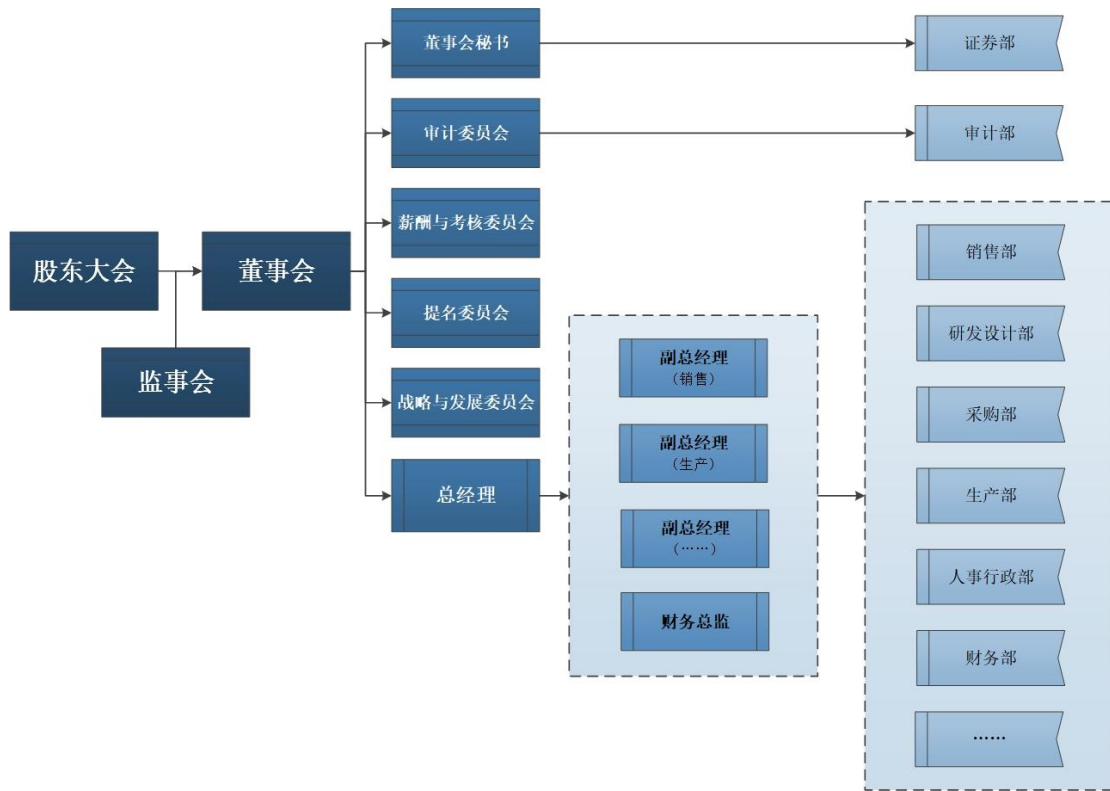 股东大会
监事会
董事会
董事会秘书
审计委员会
薪酬与考核委员会
提名委员会
战略与发展委员会
总经理
副总经理
（销售）
副总经理
（生产）
副总经理
（……）
财务总监
证券部
审计部
销售部
研发设计部
采购部
生产部
人事行政部
财务部
……